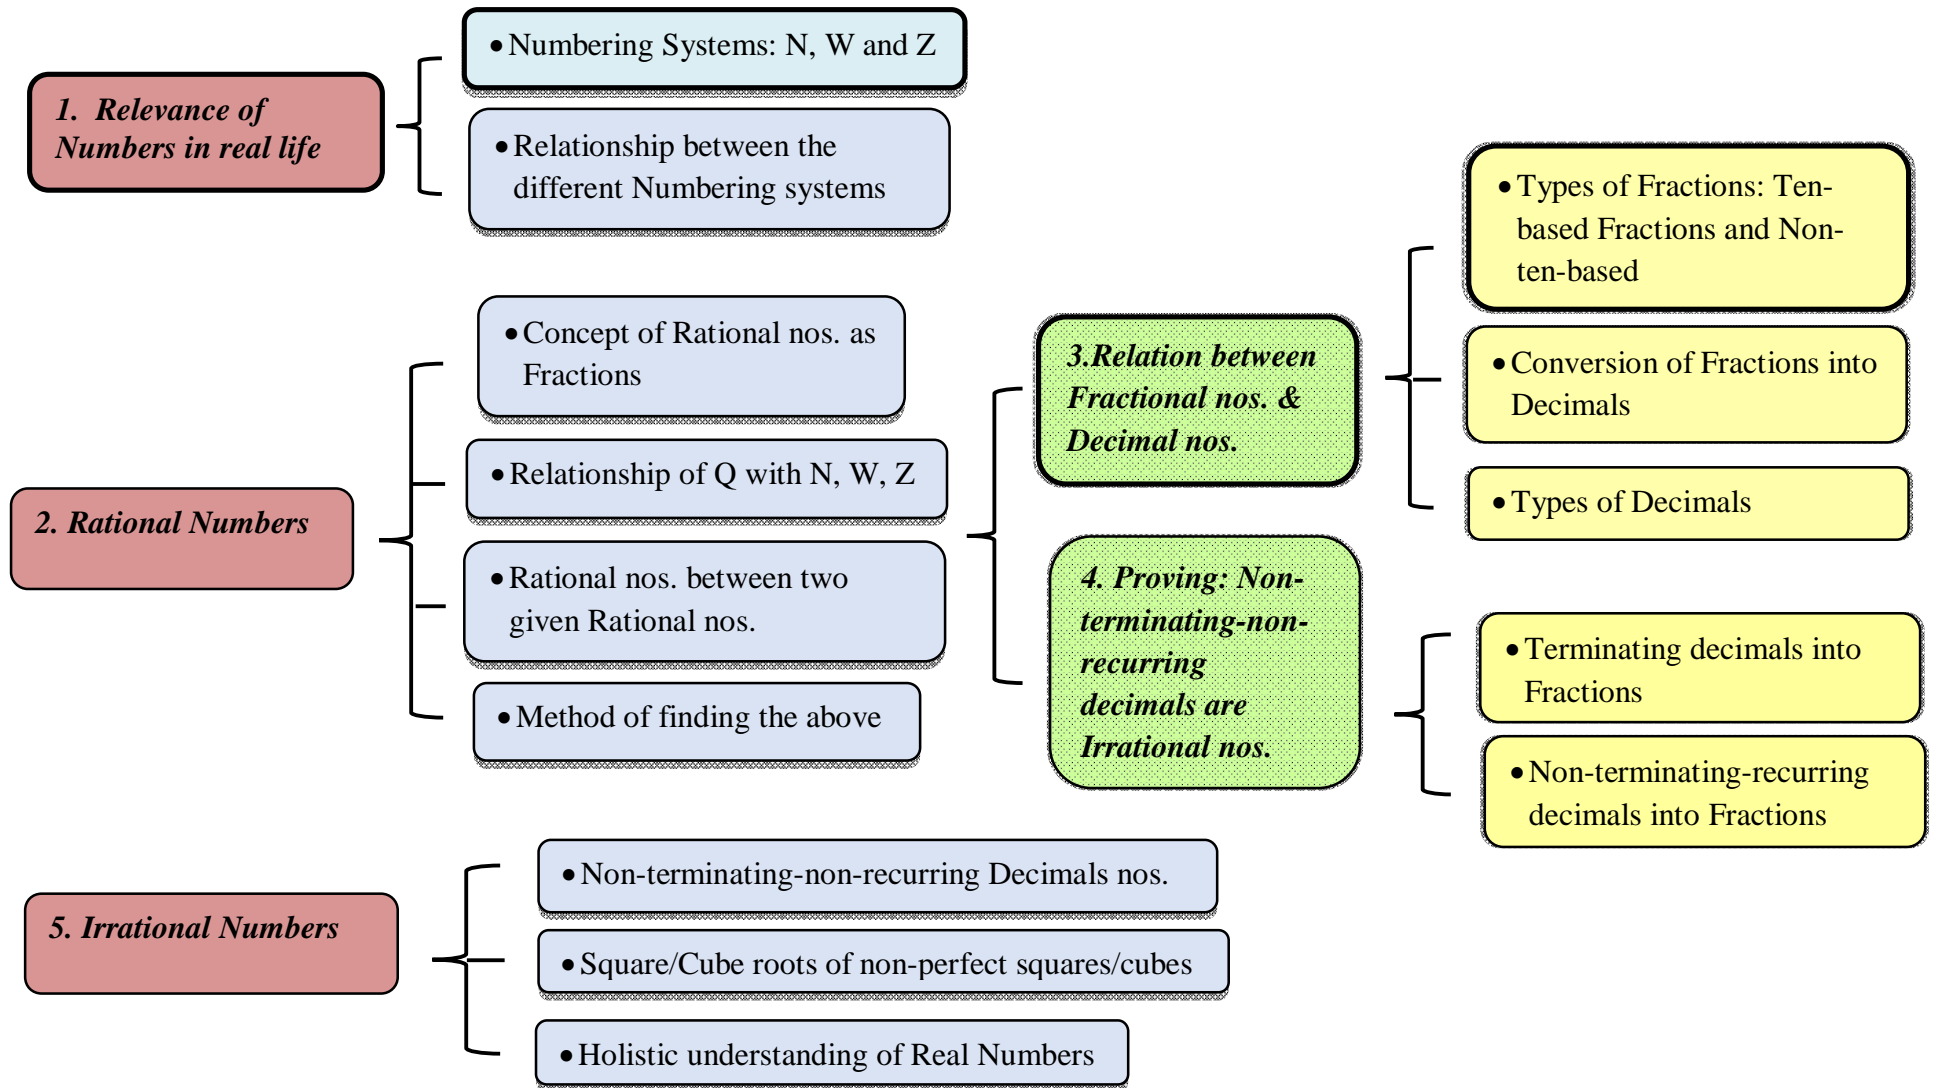 1. Relevance of
Numbers in real life
•Numbering Systems: N, W and Z
•Relationship between the
different Numbering systems
2. Rational Numbers
•Concept of Rational nos. as
Fractions
•Relationship of Q with N, W, Z
•Rational nos. between two
given Rational nos.
•Method of finding the above
3.Relation between
Fractional nos. &
Decimal nos.
•Types of Fractions: Ten-
based Fractions and Non-
ten-based
•Conversion of Fractions into
Decimals
•Types of Decimals
4. Proving: Non-
terminating-non-
recurring
decimals are
Irrational nos.
•Terminating decimals into
Fractions
•Non-terminating-recurring
decimals into Fractions
5. Irrational Numbers
•Non-terminating-non-recurring Decimals nos.
•Square/Cube roots of non-perfect squares/cubes
•Holistic understanding of Real Numbers